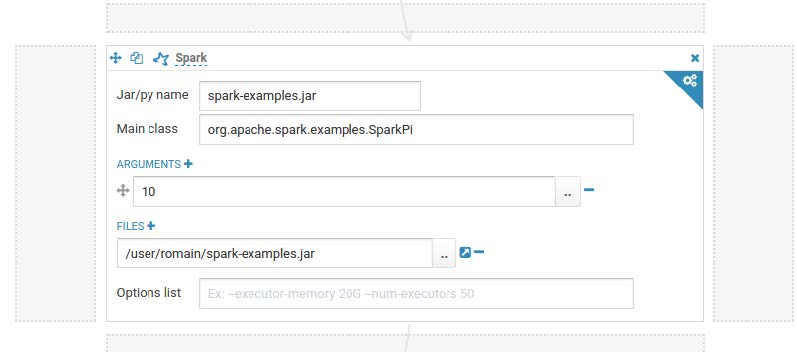 Spark
Jar/py name spark-examples.jar
Main class org.apache.spark.examples.SparkPi
ARGUMENTS
10 ..
FILES
/user/romain/spark-examples.jar ..
Options list Ex: --executor-memory 20G --num-executors 50